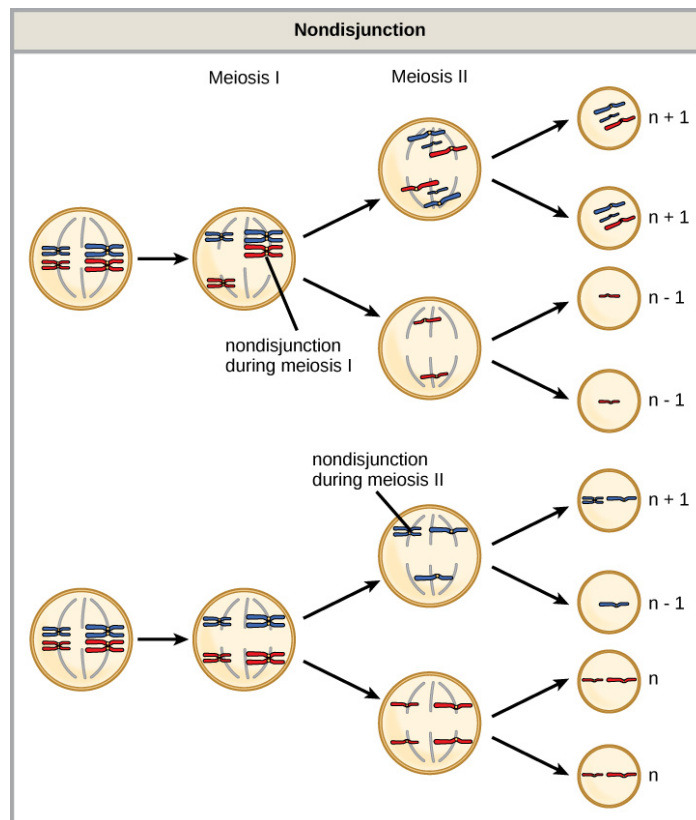 Nondisjunction
Meiosis I
Meiosis II
n + 1
n + 1
nondisjunction
during meiosis I
n - 1
n - 1
nondisjunction
during meiosis II
n + 1
n - 1
n
n